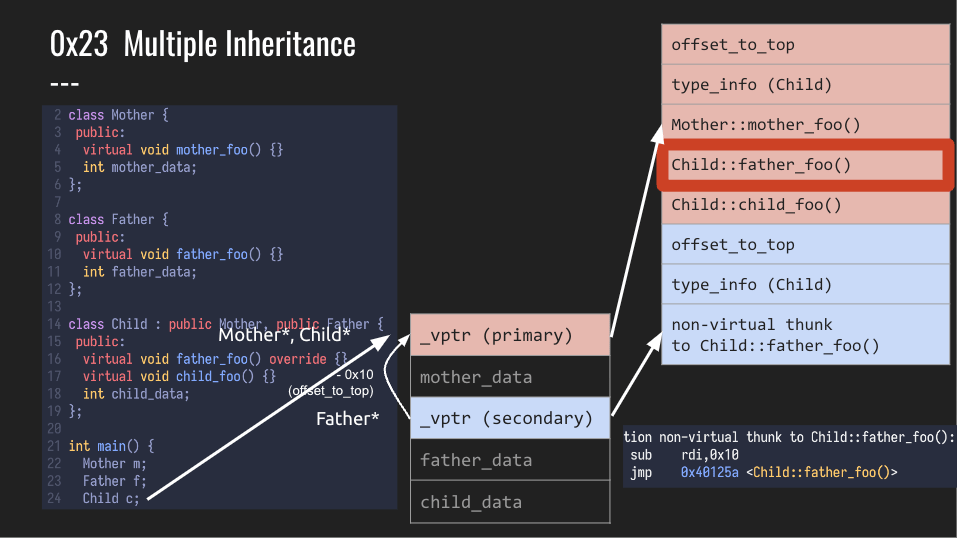 0x23 Multiple Inheritance
---
2 class Mother {
3 public:
4 virtual void mother_foo() {}
5 int mother_data;
6 };
7
8 class Father {
9 public:
10 virtual void father_foo() {}
11 int father_data;
12 };
13
14 class Child : public Mother, public Father {
15 public:
16 virtual void father_foo() override {}
17 virtual void child_foo() {}
18 int child_data;
19 };
20
21 int main() {
22 Mother m;
23 Father f;
24 Child c;
Mother*, Child*
- 0x10
(offset_to_top)
Father*
_vptr (primary)
mother_data
_vptr (secondary)
father_data
child_data
offset_to_top
type_info (Child)
Mother::mother_foo()
Child::father_foo()
Child::child_foo()
offset_to_top
type_info (Child)
non-virtual thunk
to Child::father_foo()
tion non-virtual thunk to Child::father_foo():
sub rdi,0x10
jmp 0x40125a <Child::father_foo()>